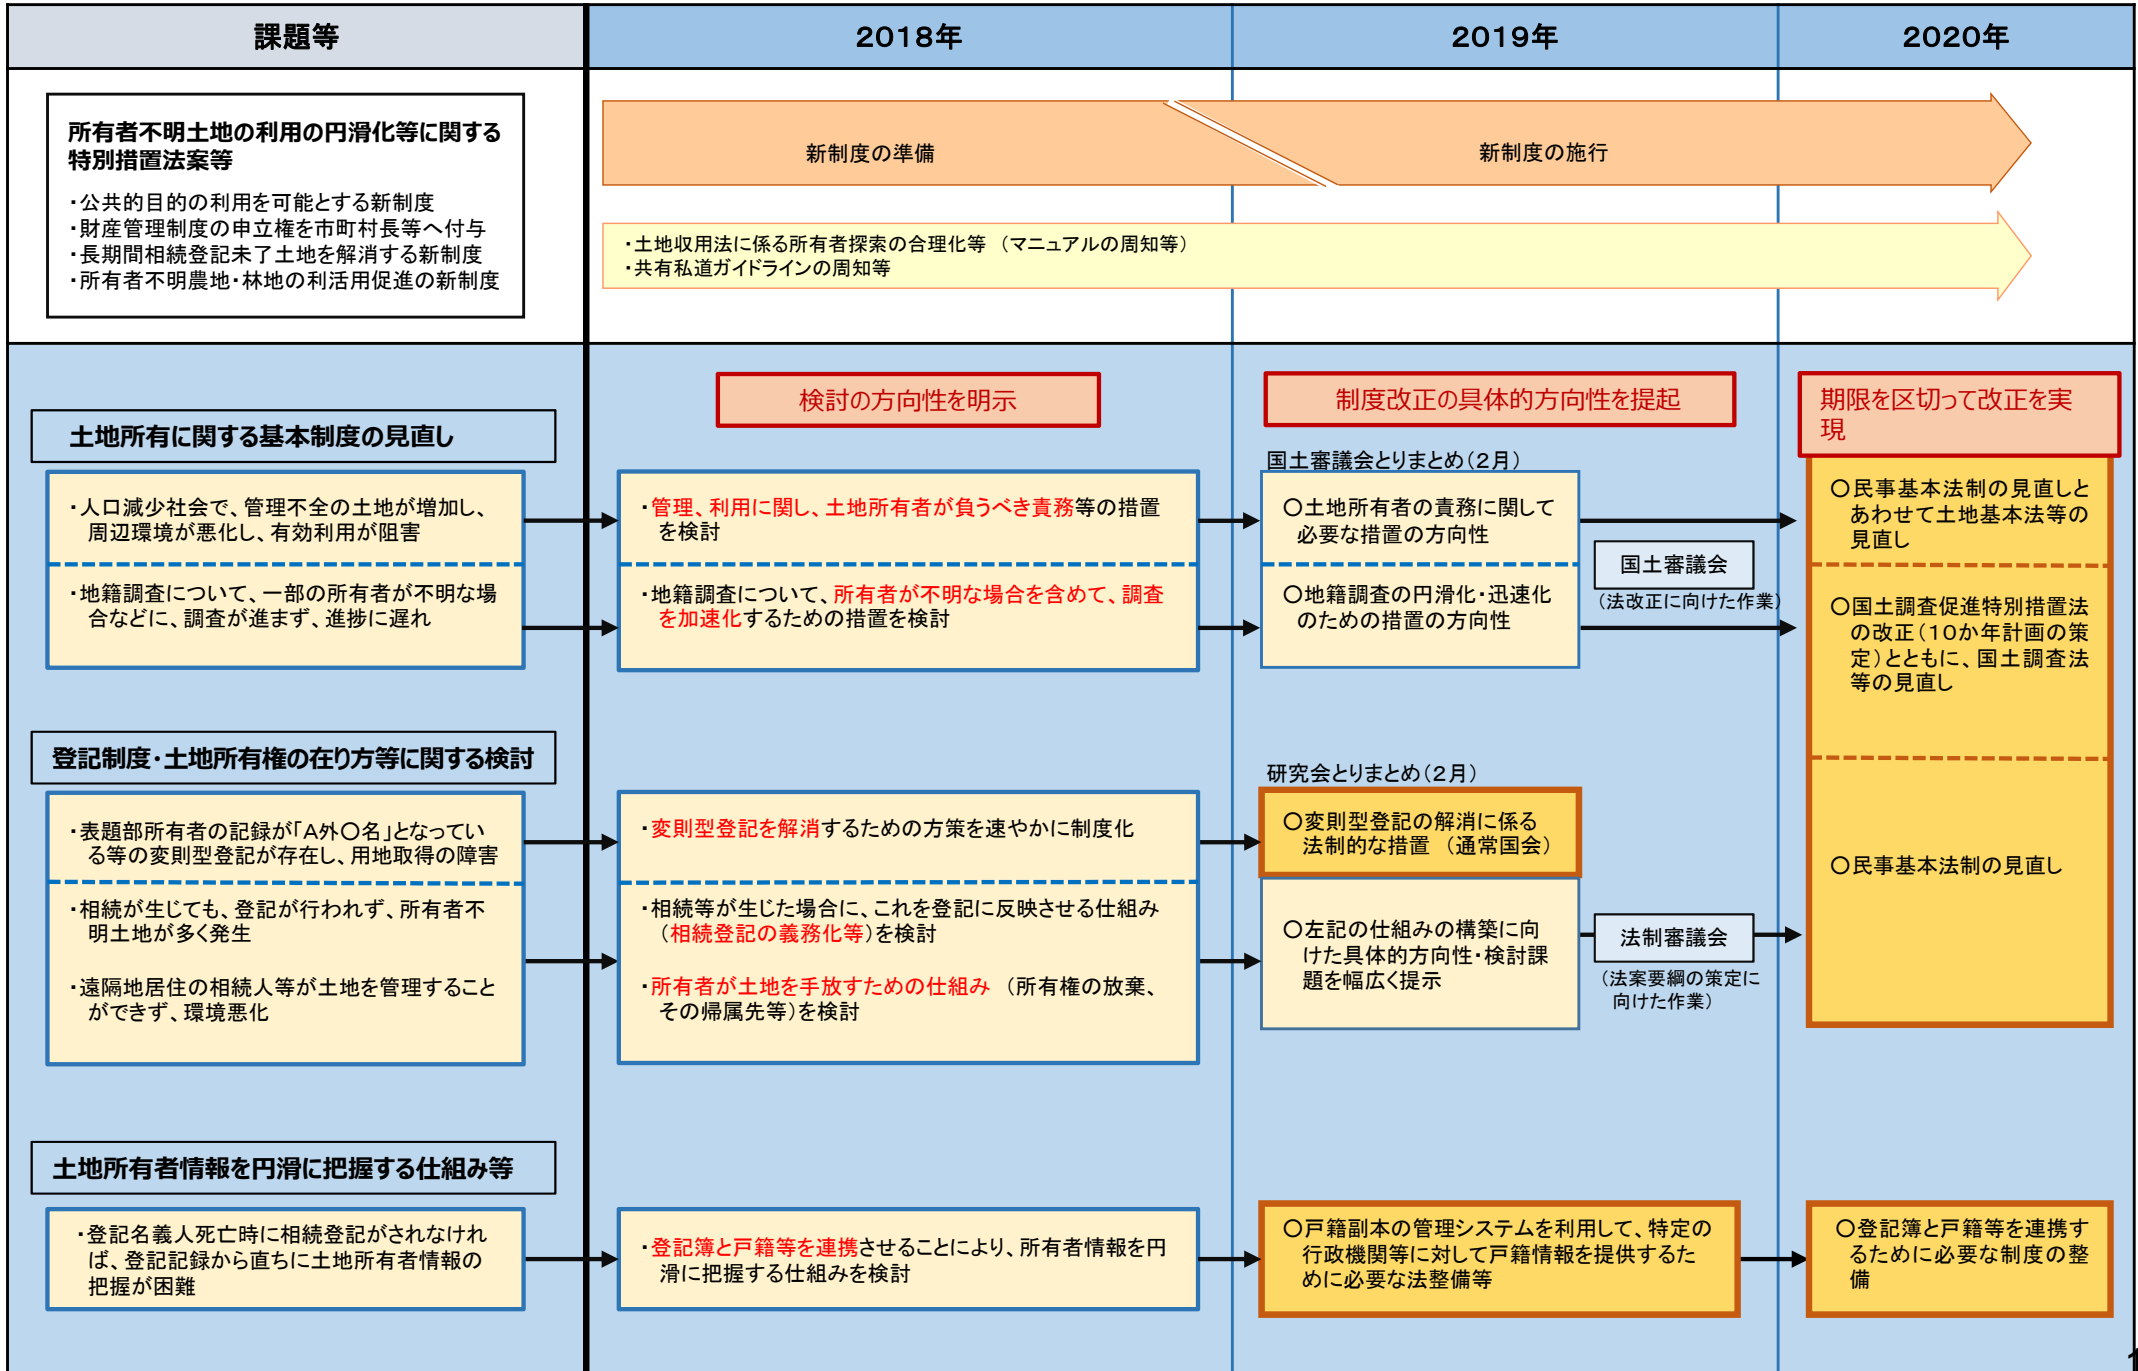 課題等
2018年
2019年
2020年
所有者不明土地の利用の円滑化等に関する
特別措置法案等
・公共的目的の利用を可能とする新制度
・財産管理制度の申立権を市町村長等へ付与
・長期間相続登記未了土地を解消する新制度
・所有者不明農地・林地の利活用促進の新制度
新制度の準備
新制度の施行
・土地収用法に係る所有者探索の合理化等 （マニュアルの周知等）
・共有私道ガイドラインの周知等
検討の方向性を明示
制度改正の具体的方向性を提起
期限を区切って改正を実
現
土地所有に関する基本制度の見直し
・人口減少社会で、管理不全の土地が増加し、
周辺環境が悪化し、有効利用が阻害
・地籍調査について、一部の所有者が不明な場
合などに、調査が進まず、進捗に遅れ
・管理、利用に関し、土地所有者が負うべき責務等の措置
を検討
・地籍調査について、所有者が不明な場合を含めて、調査
を加速化するための措置を検討
国土審議会とりまとめ（2月）
〇土地所有者の責務に関して
必要な措置の方向性
〇地籍調査の円滑化・迅速化
のための措置の方向性
国土審議会
（法改正に向けた作業）
〇民事基本法制の見直しと
あわせて土地基本法等の
見直し
〇国土調査促進特別措置法
の改正（10か年計画の策
定）とともに、国土調査法
等の見直し
登記制度・土地所有権の在り方等に関する検討
・表題部所有者の記録が「A外〇名」となってい
る等の変則型登記が存在し、用地取得の障害
・相続が生じても、登記が行われず、所有者不
明土地が多く発生
・遠隔地居住の相続人等が土地を管理すること
ができず、環境悪化
・変則型登記を解消するための方策を速やかに制度化
・相続等が生じた場合に、これを登記に反映させる仕組み
（相続登記の義務化等）を検討
・所有者が土地を手放すための仕組み （所有権の放棄、
その帰属先等）を検討
研究会とりまとめ（2月）
〇変則型登記の解消に係る
法制的な措置 （通常国会）
〇左記の仕組みの構築に向
けた具体的方向性・検討課
題を幅広く提示
法制審議会
（法案要綱の策定に
向けた作業）
〇民事基本法制の見直し
土地所有者情報を円滑に把握する仕組み等
・登記名義人死亡時に相続登記がされなけれ
ば、登記記録から直ちに土地所有者情報の
把握が困難
・登記簿と戸籍等を連携させることにより、所有者情報を円
滑に把握する仕組みを検討
〇戸籍副本の管理システムを利用して、特定の
行政機関等に対して戸籍情報を提供するた
めに必要な法整備等
〇登記簿と戸籍等を連携す
るために必要な制度の整
備